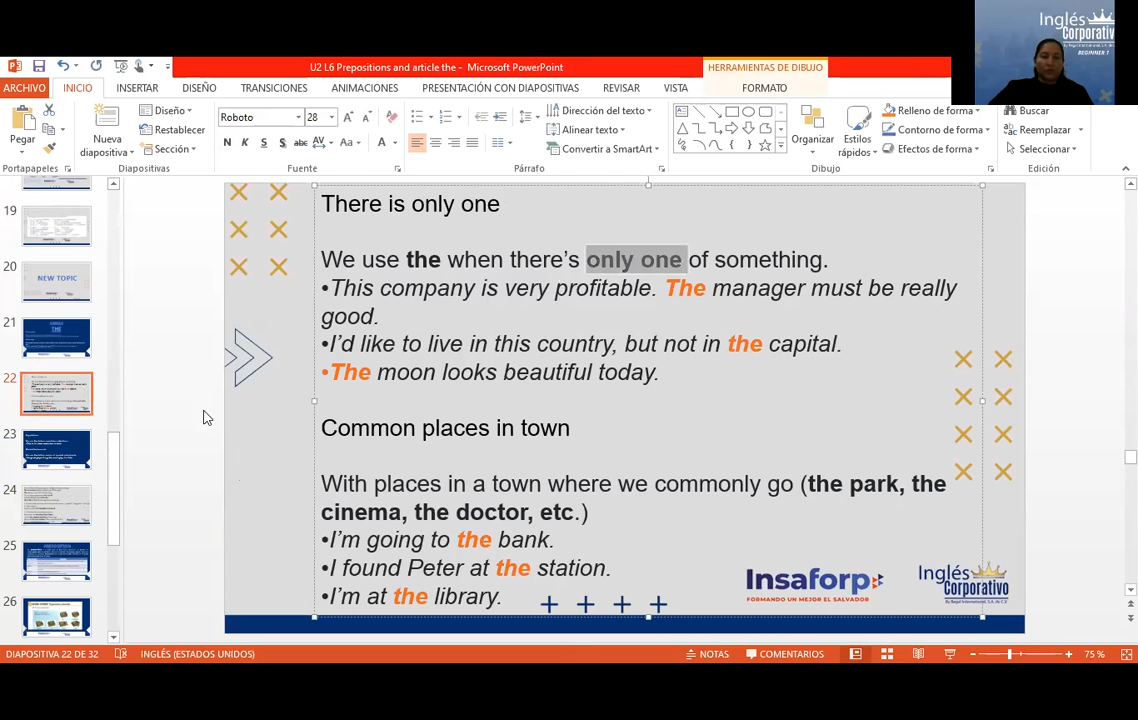 Inglés
Corporativo
BEGINNER 1
U2 L6 Prepositions and article the - Microsoft PowerPoint
HERRAMIENTAS DE DIBUJO
ARCHIVO INICIO INSERTAR DISEÑO TRANSICIONES ANIMACIONES PRESENTACIÓN CON DIAPOSITIVAS REVISAR VISTA FORMATO
Pegar
Nueva
diapositiva
Diseño
Restablecer
Sección
Roboto 28
N K S S abc AV Aa A
Dirección del texto
Alinear texto
Convertir a SmartArt
Organizar
Estilos
rápidos
Relleno de forma
Contorno de forma
Efectos de forma
Buscar
Reemplazar
Seleccionar
Portapapeles Diapositivas Fuente Párrafo Dibujo Edición
19
20
NEW TOPIC
21
THE
22
23
24
25
26
There is only one
We use the when there's only one of something.
•This company is very profitable. The manager must be really
good.
•I'd like to live in this country, but not in the capital.
•The moon looks beautiful today.
Common places in town
With places in a town where we commonly go (the park, the
cinema, the doctor, etc.)
•I'm going to the bank.
•I found Peter at the station.
•I'm at the library.
Insaforp
FORMANDO UN MEJOR EL SALVADOR
Inglés
Corporativo
DIAPOSITIVA 22 DE 32 INGLÉS (ESTADOS UNIDOS) NOTAS COMENTARIOS 75 %